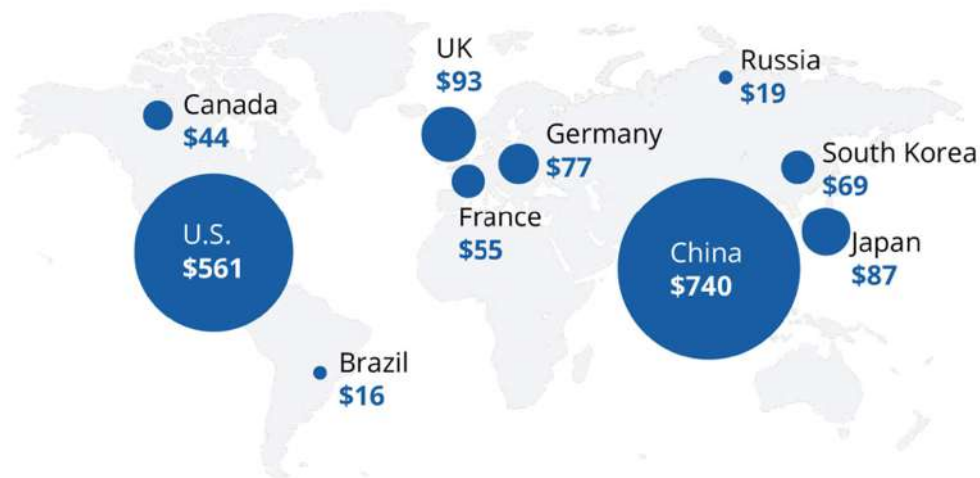 UK
$93
Russia
$19
Canada
$44
Germany
$77
South Korea
$69
France
$55
U.S.
$561
China
$740
Japan
$87
Brazil
$16